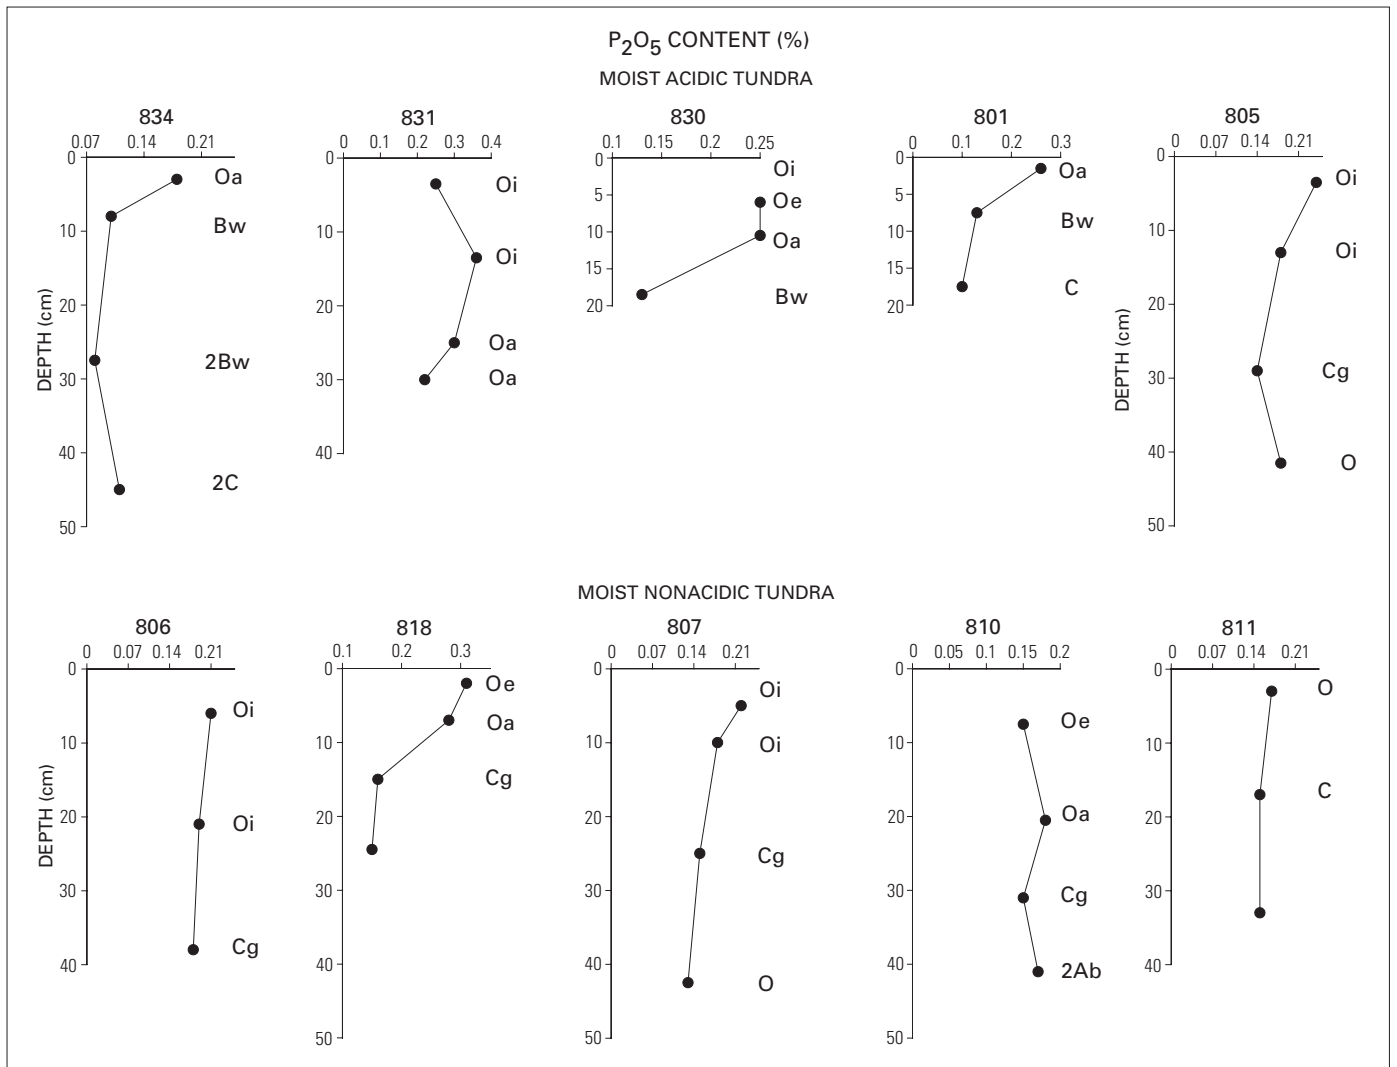 P2O5 CONTENT (%)
MOIST ACIDIC TUNDRA
834
0.07 0.14 0.21
0
10
20
30
40
50
DEPTH (cm)
Oa
Bw
2Bw
2C
831
0 0.1 0.2 0.3 0.4
0
10
20
30
40
Oi
Oi
Oa
Oa
830
0.1 0.15 0.2 0.25
0
5
10
15
20
Oi
Oe
Oa
Bw
801
0 0.1 0.2 0.3
0
5
10
15
20
Oa
Bw
C
805
0 0.07 0.14 0.21
0
10
20
30
40
50
DEPTH (cm)
Oi
Oi
Cg
O
MOIST NONACIDIC TUNDRA
806
0 0.07 0.14 0.21
0
10
20
30
40
DEPTH (cm)
Oi
Oi
Cg
818
0.1 0.2 0.3
0
10
20
30
40
50
Oe
Oa
Cg
807
0 0.07 0.14 0.21
0
10
20
30
40
50
Oi
Oi
Cg
O
810
0 0.05 0.1 0.15 0.2
0
10
20
30
40
50
Oe
Oa
Cg
2Ab
811
0 0.07 0.14 0.21
0
10
20
30
40
O
C